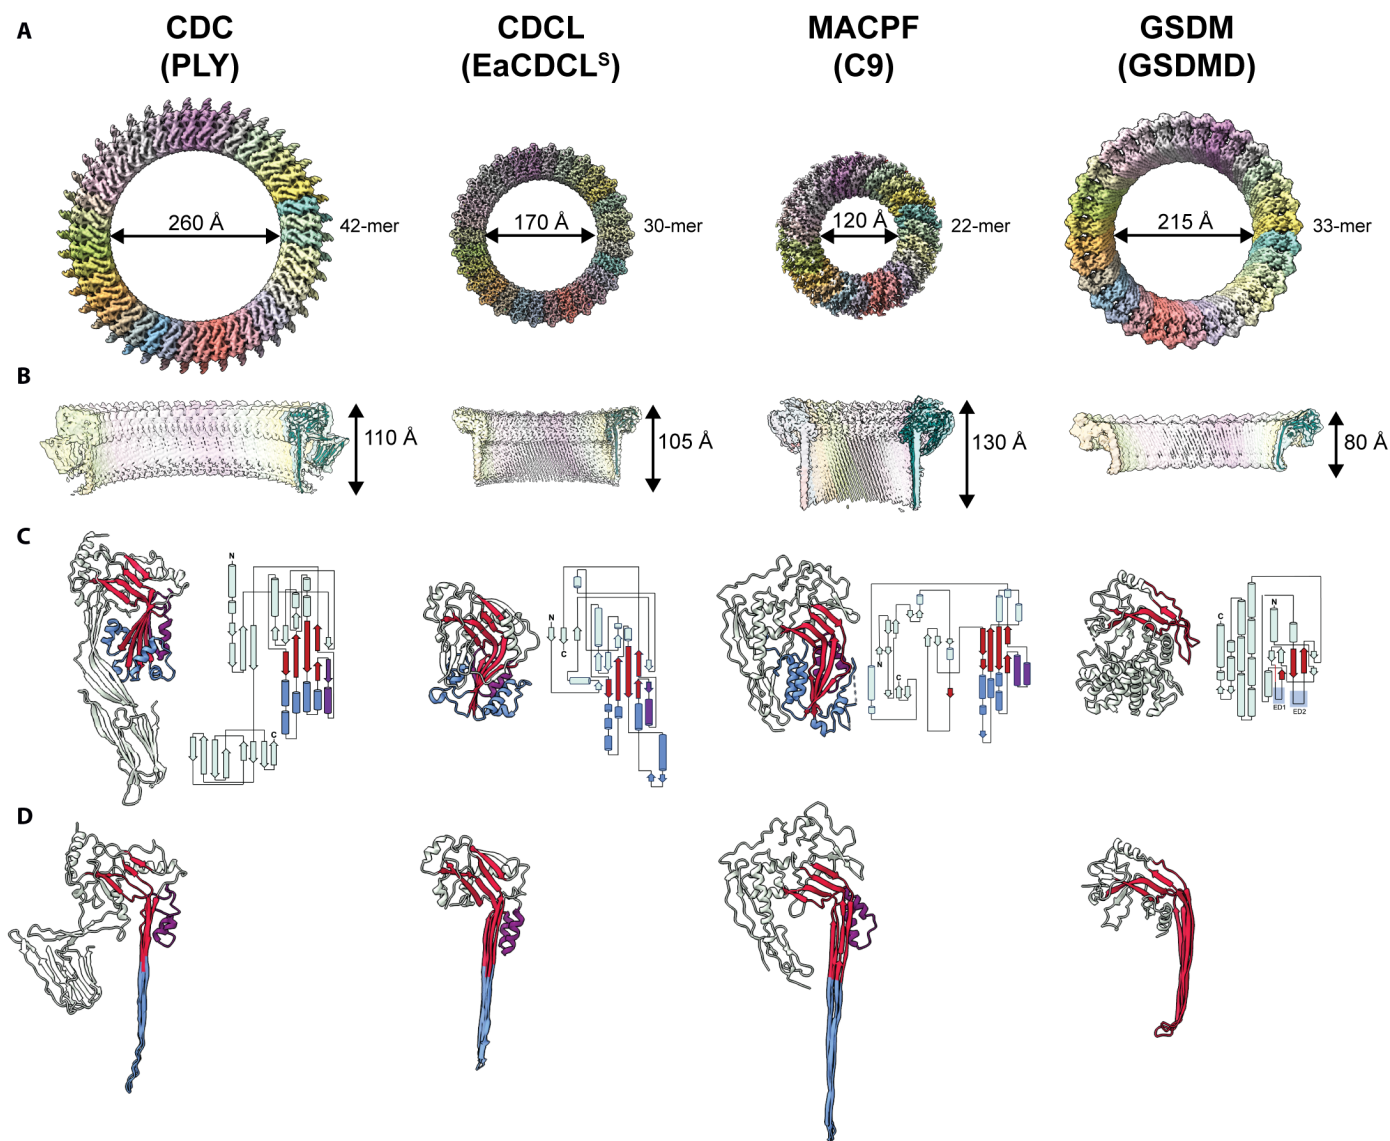 A
CDC
(PLY)
CDCL
(EaCDCLˢ)
MACPF
(C9)
GSDM
(GSDMD)
260 Å
42-mer
170 Å
30-mer
120 Å
22-mer
215 Å
33-mer
B
110 Å
105 Å
130 Å
80 Å
C
N
C
N
C
N
C
C
N
ED1
ED2
D